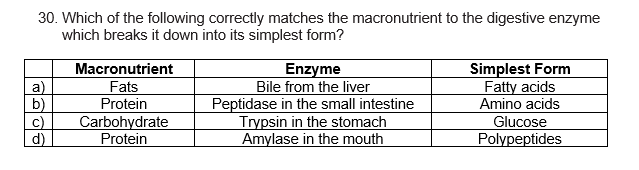 30. Which of the following correctly matches the macronutrient to the digestive enzyme
which breaks it down into its simplest form?
Macronutrient Enzyme Simplest Form
a) Fats Bile from the liver Fatty acids
b) Protein Peptidase in the small intestine Amino acids
c) Carbohydrate Trypsin in the stomach Glucose
d) Protein Amylase in the mouth Polypeptides